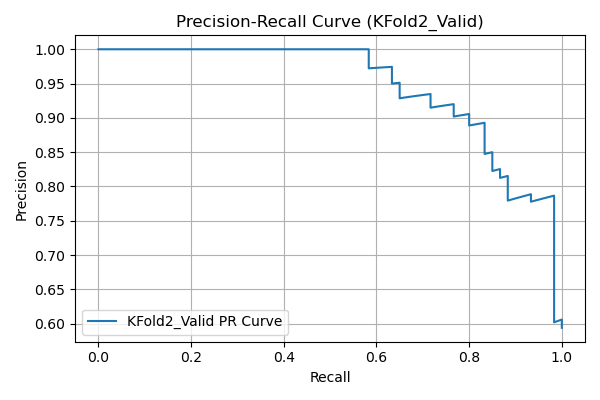 Precision-Recall Curve (KFold2_Valid)
1.00
0.95
0.90
0.85
0.80
0.75
0.70
0.65
0.60
Precision
KFold2_Valid PR Curve
0.0 0.2 0.4 0.6 0.8 1.0
Recall